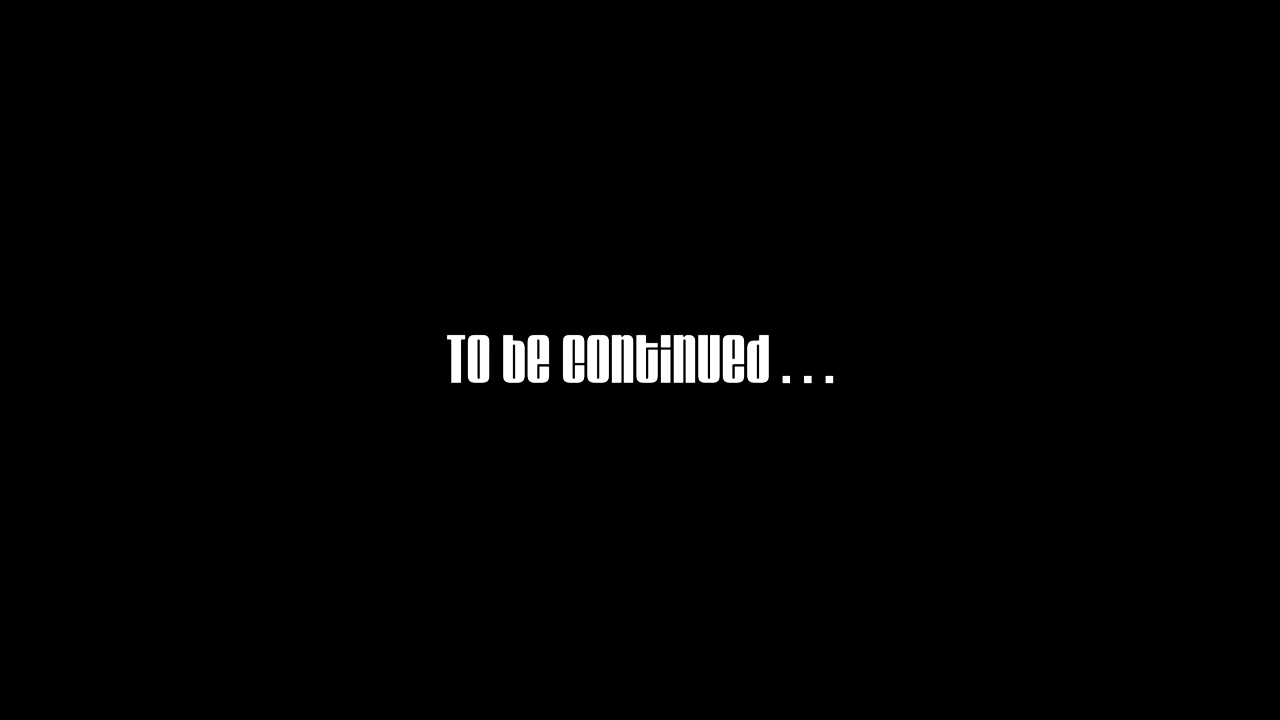 To be continued . . .